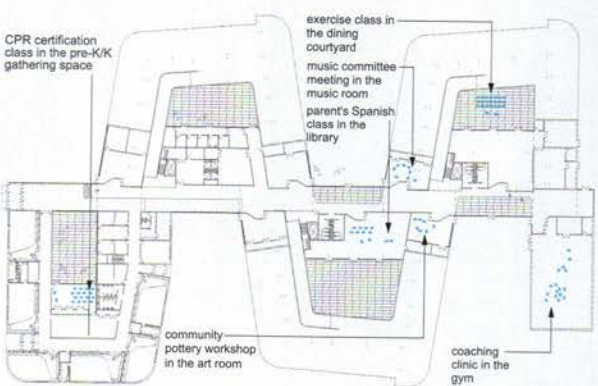 CPR certification
class in the pre-K/K
gathering space
exercise class in
the dining
courtyard
music committee
meeting in the
music room
parent's Spanish
class in the
library
community
pottery workshop
in the art room
coaching
clinic in the
gym